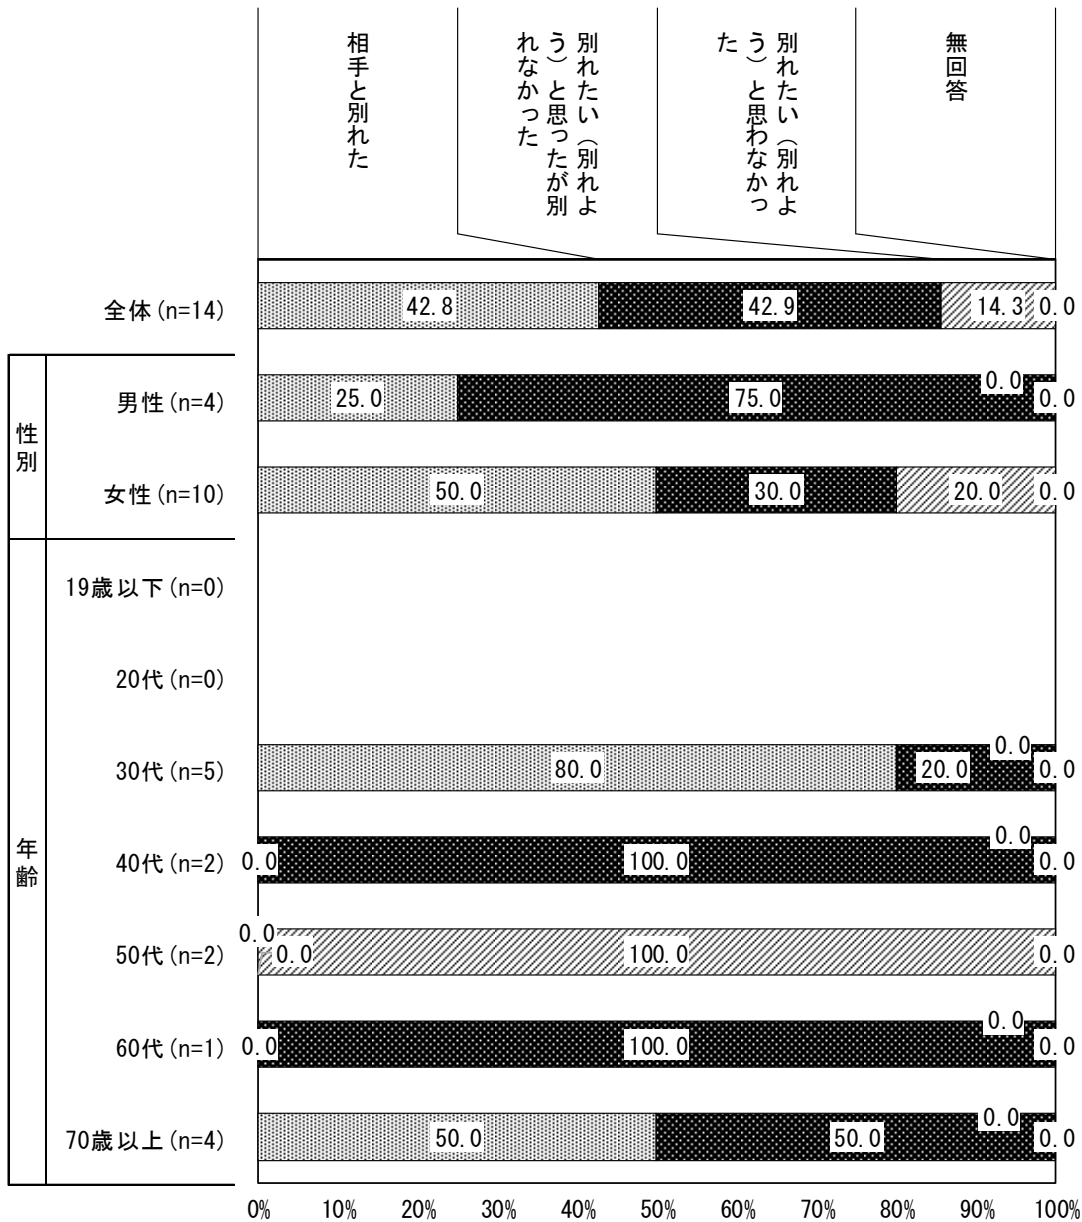 相手と別れた
別れたい（別れよ
う）と思ったが別
れなかった
別れたい（別れよ
う）と思わなかっ
た
無回答
全体(n=14)
42.8
42.9
14.3
0.0
性別
男性(n=4)
25.0
75.0
0.0
0.0
女性(n=10)
50.0
30.0
20.0
0.0
年齢
19歳以下(n=0)
20代(n=0)
30代(n=5)
80.0
20.0
0.0
0.0
40代(n=2)
0.0
100.0
0.0
0.0
50代(n=2)
0.0
0.0
100.0
0.0
60代(n=1)
0.0
100.0
0.0
0.0
70歳以上(n=4)
50.0
50.0
0.0
0.0
0% 10% 20% 30% 40% 50% 60% 70% 80% 90% 100%